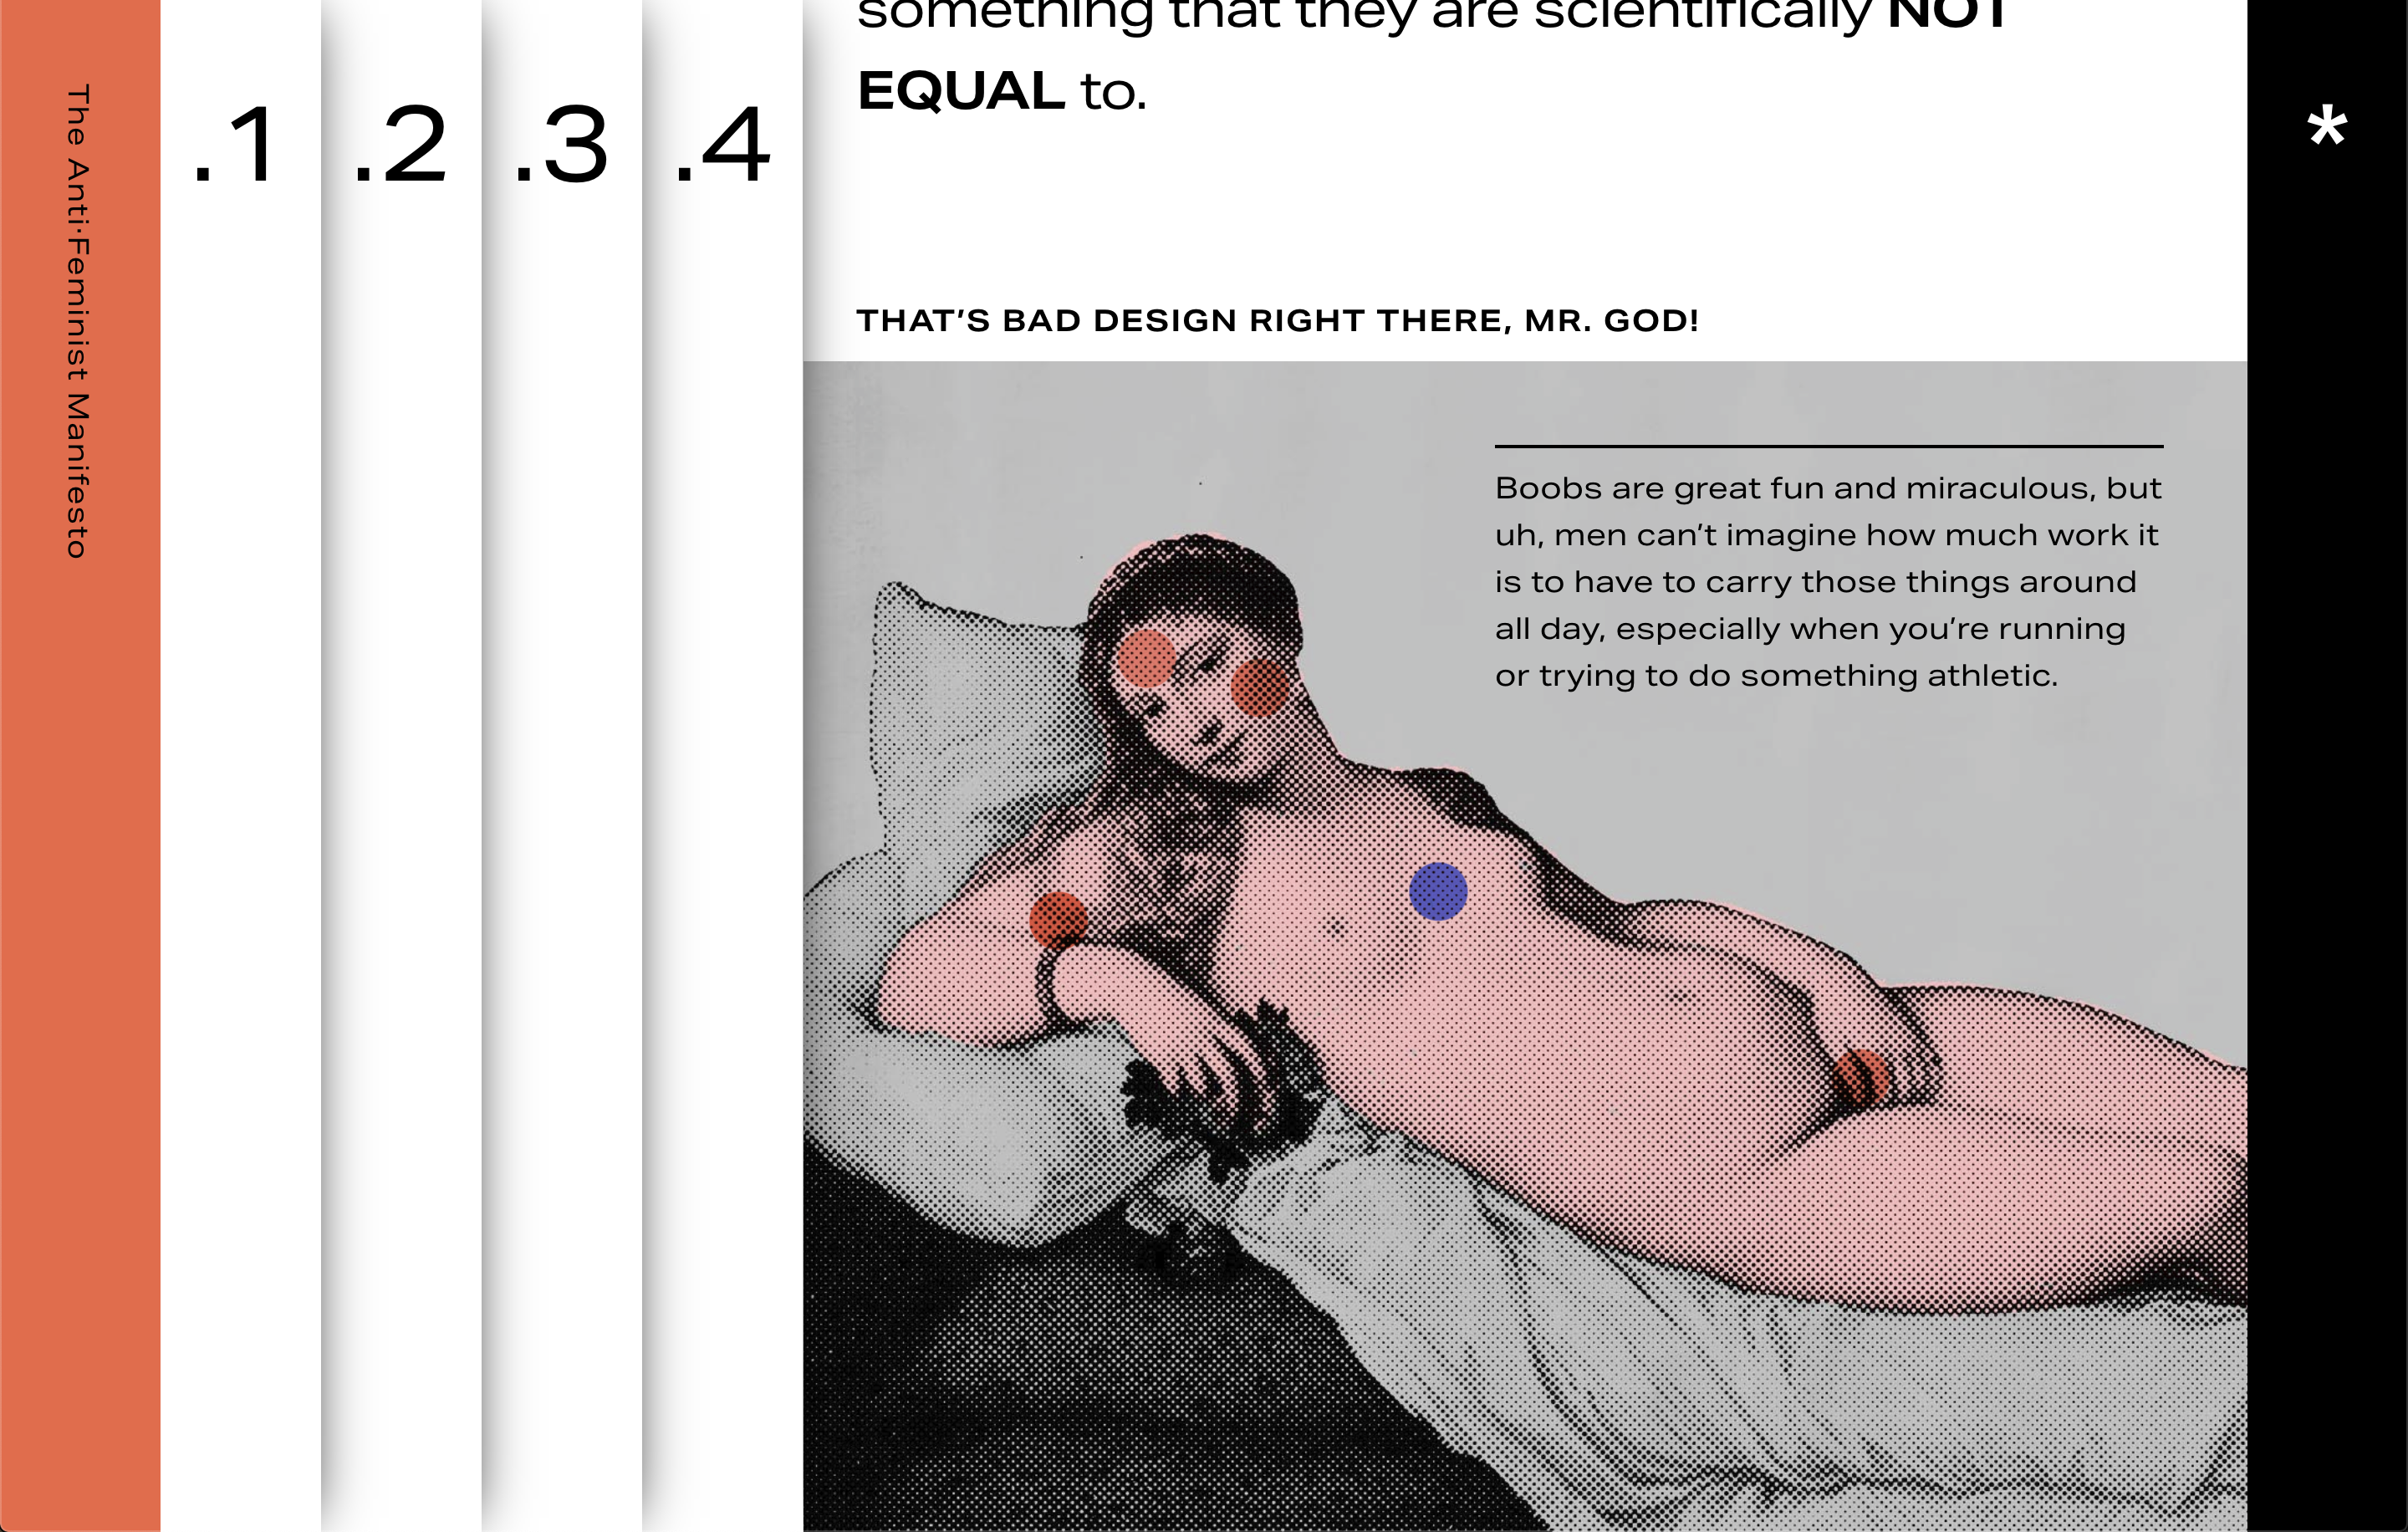 The Anti·Feminist Manifesto
.1
.2
.3
.4
something that they are scientifically NOT
EQUAL to.
THAT’S BAD DESIGN RIGHT THERE, MR. GOD!
Boobs are great fun and miraculous, but
uh, men can’t imagine how much work it
is to have to carry those things around
all day, especially when you’re running
or trying to do something athletic.
*